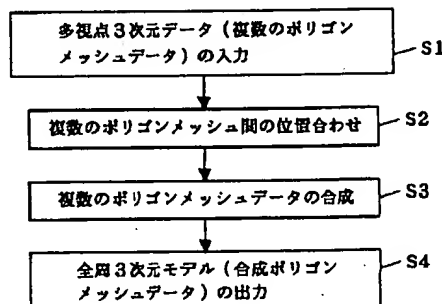 多視点3次元データ(複数のポリゴン
メッシュデータ)の入力
S1
複数のポリゴンメッシュ間の位置合わせ
S2
複数のポリゴンメッシュデータの合成
S3
全周3次元モデル(合成ポリゴン
メッシュデータ)の出力
S4